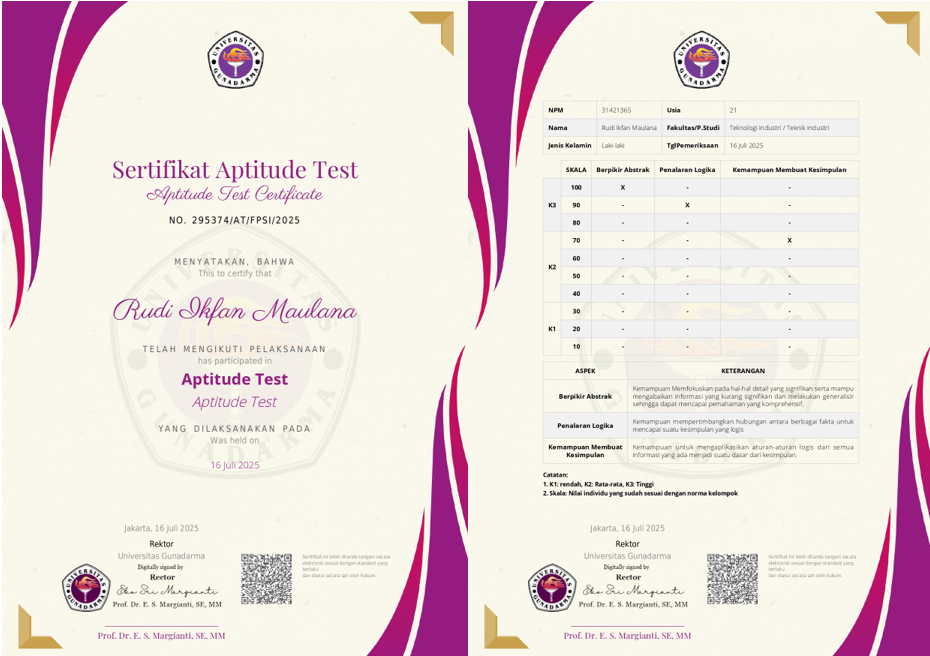 UNIVERSITAS
GUNADARMA
Sertifikat Aptitude Test
Aptitude Test Certificate
NO. 295374/AT/FPSI/2025
MENYATAKAN, BAHWA
This to certify that
Rudi Ikfan Maulana
TELAH MENGIKUTI PELAKSANAAN
has participated in
Aptitude Test
Aptitude Test
YANG DILAKSANAKAN PADA
Was held on
16 Juli 2025
Jakarta, 16 Juli 2025
Rektor
Universitas Gunadarma
Digitally signed by
Rector
Eko Sri Margianti
Prof. Dr. E. S. Margianti, SE, MM
Prof. Dr. E. S. Margianti, SE, MM
UNIVERSITAS
GUNADARMA
Sertifikat ini telah ditanda tangan secara
elektronik sesuai dengan standard yang
berlaku
dan diakui secara sah oleh hukum.
UNIVERSITAS
GUNADARMA
NPM 31421365 Usia 21
Nama Rudi Ikfan Maulana Fakultas/P.Studi Teknologi Industri / Teknik Industri
Jenis Kelamin Laki-laki TglPemeriksaan 16 Juli 2025
SKALA Berpikir Abstrak Penalaran Logika Kemampuan Membuat Kesimpulan
100 X - -
K3 90 - X -
80 - - -
70 - - X
60 - - -
K2 50 - - -
40 - - -
30 - - -
K1 20 - - -
10 - - -
ASPEK KETERANGAN
Berpikir Abstrak Kemampuan Memfokuskan pada hal-hal detail yang signifikan serta mampu
mengabaikan informasi yang kurang signifikan dan melakukan generalisir
sehingga dapat mencapai pemahaman yang komprehensif.
Penalaran Logika Kemampuan mempertimbangkan hubungan antara berbagai fakta untuk
mencapai suatu kesimpulan yang logis
Kemampuan Membuat
Kesimpulan Kemampuan untuk mengaplikasikan aturan-aturan logis dari semua
informasi yang ada menjadi suatu dasar dari kesimpulan.
Catatan:
1. K1: rendah, K2: Rata-rata, K3: Tinggi
2. Skala: Nilai individu yang sudah sesuai dengan norma kelompok
Jakarta, 16 Juli 2025
Rektor
Universitas Gunadarma
Digitally signed by
Rector
Eko Sri Margianti
Prof. Dr. E. S. Margianti, SE, MM
Prof. Dr. E. S. Margianti, SE, MM
UNIVERSITAS
GUNADARMA
Sertifikat ini telah ditanda tangan secara
elektronik sesuai dengan standard yang
berlaku
dan diakui secara sah oleh hukum.